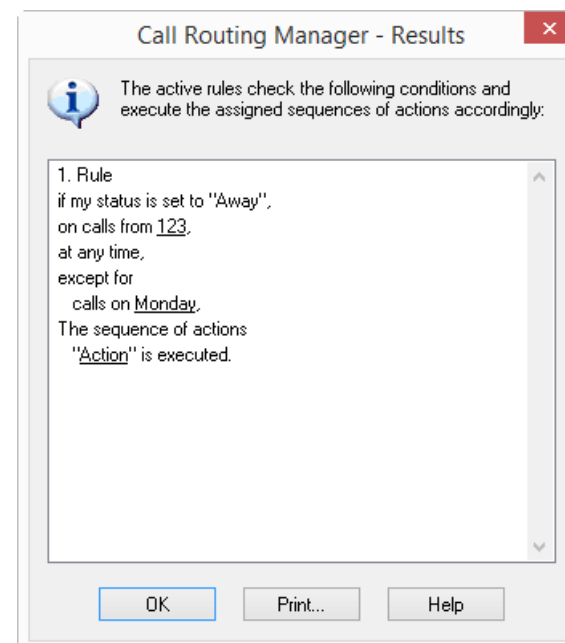 Call Routing Manager - Results
The active rules check the following conditions and
execute the assigned sequences of actions accordingly:
1. Rule
if my status is set to "Away",
on calls from 123,
at any time,
except for
calls on Monday,
The sequence of actions
"Action" is executed.
OK Print... Help